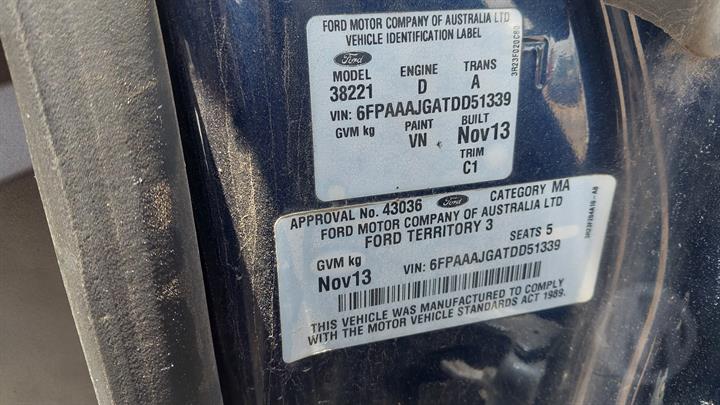 FORD MOTOR COMPANY OF AUSTRALIA LTD
VEHICLE IDENTIFICATION LABEL
Ford
MODEL ENGINE TRANS
38221 D A
VIN: 6FPAAAJGATDD51339
GVM kg PAINT BUILT
VN Nov13
TRIM
C1
APPROVAL No. 43036 Ford CATEGORY MA
FORD MOTOR COMPANY OF AUSTRALIA LTD
FORD TERRITORY 3
GVM kg SEATS 5
Nov13 VIN: 6FPAAAJGATDD51339
THIS VEHICLE WAS MANUFACTURED TO COMPLY
WITH THE MOTOR VEHICLE STANDARDS ACT 1989.